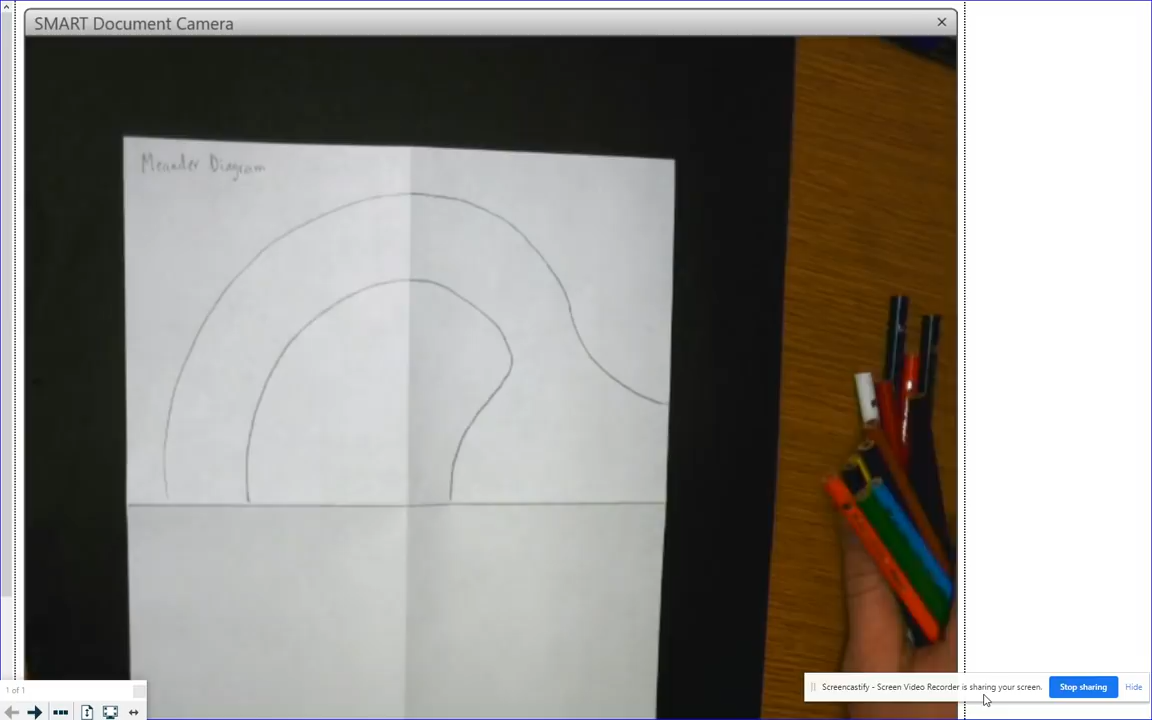 SMART Document Camera
Meander Diagram
Screencastify - Screen Video Recorder is sharing your screen.
Stop sharing
Hide
1 of 1